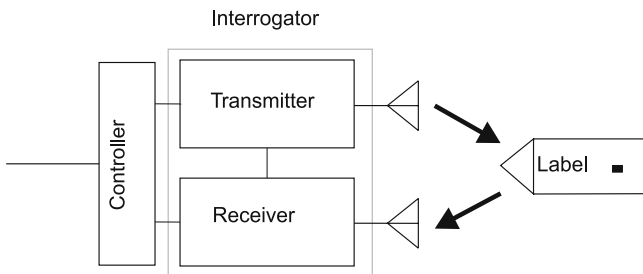 Interrogator
Controller
Transmitter
Receiver
Label